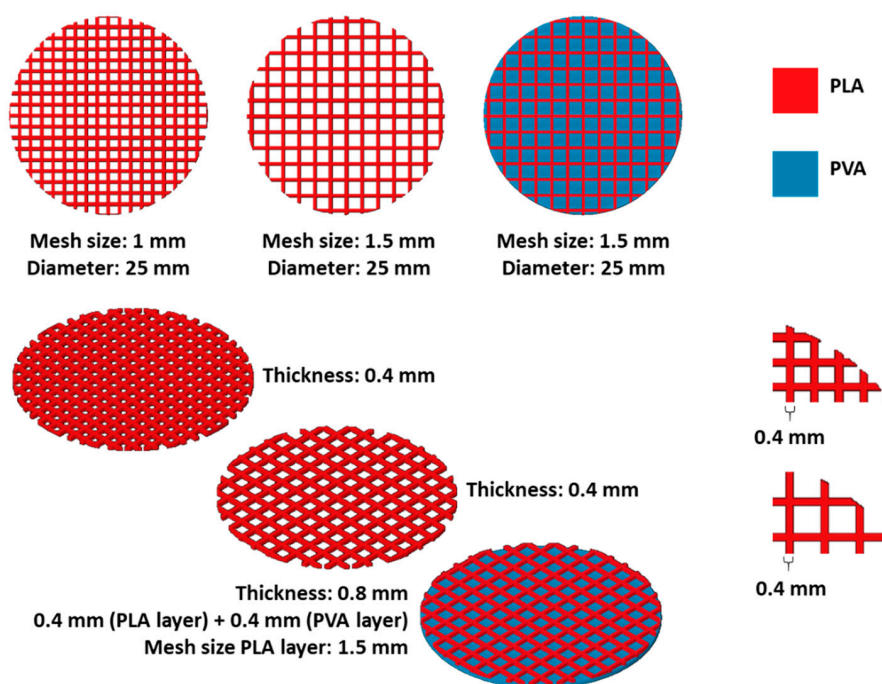 PLA
PVA
Mesh size: 1 mm
Diameter: 25 mm
Mesh size: 1.5 mm
Diameter: 25 mm
Mesh size: 1.5 mm
Diameter: 25 mm
Thickness: 0.4 mm
0.4 mm
Thickness: 0.4 mm
0.4 mm
Thickness: 0.8 mm
0.4 mm (PLA layer) + 0.4 mm (PVA layer)
Mesh size PLA layer: 1.5 mm